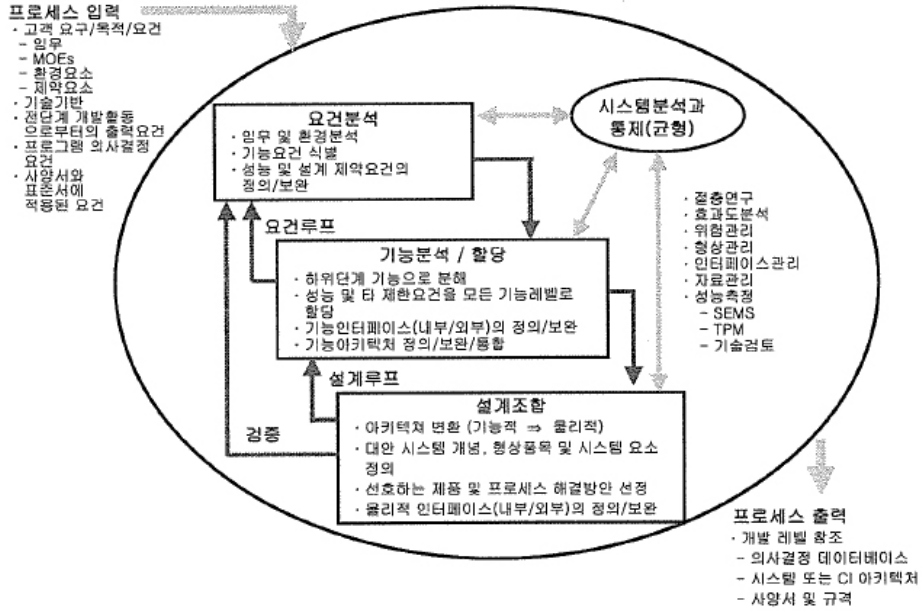 프로세스 입력
· 고객 요구/목적/요건
– 임무
– MOEs
– 환경요소
– 제약요소
· 기술기반
· 전단계 개발활동
으로부터의 출력요건
· 프로그램 의사결정
요건
· 사양서와
표준서에
적용된 요건
요건분석
· 임무 및 환경분석
· 기능요건 식별
· 성능 및 설계 제약요건의
정의/보완
시스템분석과
통제(균형)
요건루프
기능분석 / 할당
· 하위단계 기능으로 분해
· 성능 및 타 제한요건을 모든 기능레벨로
할당
· 기능인터페이스(내부/외부)의 정의/보완
· 기능아키텍처 정의/보완/통합
· 절충연구
· 효과도분석
· 위험관리
· 형상관리
· 인터페이스관리
· 자료관리
· 성능측정
– SEMS
– TPM
– 기술검토
설계루프
검증
설계조합
· 아키텍쳐 변환 (기능적 ⇒ 물리적)
· 대안 시스템 개념, 형상품목 및 시스템 요소
정의
· 선호하는 제품 및 프로세스 해결방안 선정
· 물리적 인터페이스(내부/외부)의 정의/보완
프로세스 출력
· 개발 레벨 참조
– 의사결정 데이터베이스
– 시스템 또는 CI 아키텍처
– 사양서 및 규격